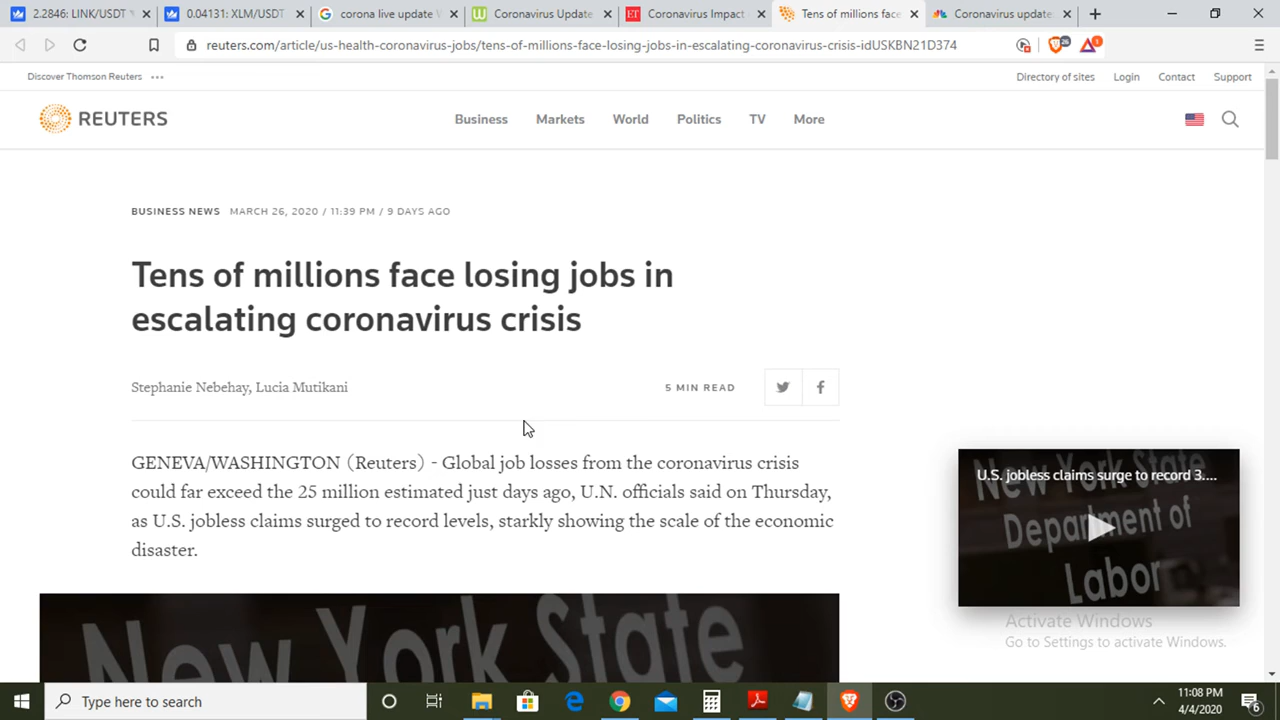 2.2846: LINK/USDT
0.04131: XLM/USDT
corona live update W
Coronavirus Update
ET Coronavirus Impact
Tens of millions face
Coronavirus update
reuters.com/article/us-health-coronavirus-jobs/tens-of-millions-face-losing-jobs-in-escalating-coronavirus-crisis-idUSKBN21D374
26
Discover Thomson Reuters
Directory of sites
Login
Contact
Support
REUTERS
Business
Markets
World
Politics
TV
More
BUSINESS NEWS MARCH 26, 2020 / 11:39 PM / 9 DAYS AGO
Tens of millions face losing jobs in
escalating coronavirus crisis
Stephanie Nebehay, Lucia Mutikani
5 MIN READ
GENEVA/WASHINGTON (Reuters) - Global job losses from the coronavirus crisis
could far exceed the 25 million estimated just days ago, U.N. officials said on Thursday,
as U.S. jobless claims surged to record levels, starkly showing the scale of the economic
disaster.
U.S. jobless claims surge to record 3....
New York State
Department of
Labor
New York State
Activate Windows
Go to Settings to activate Windows.
Type here to search
11:08 PM
4/4/2020
6